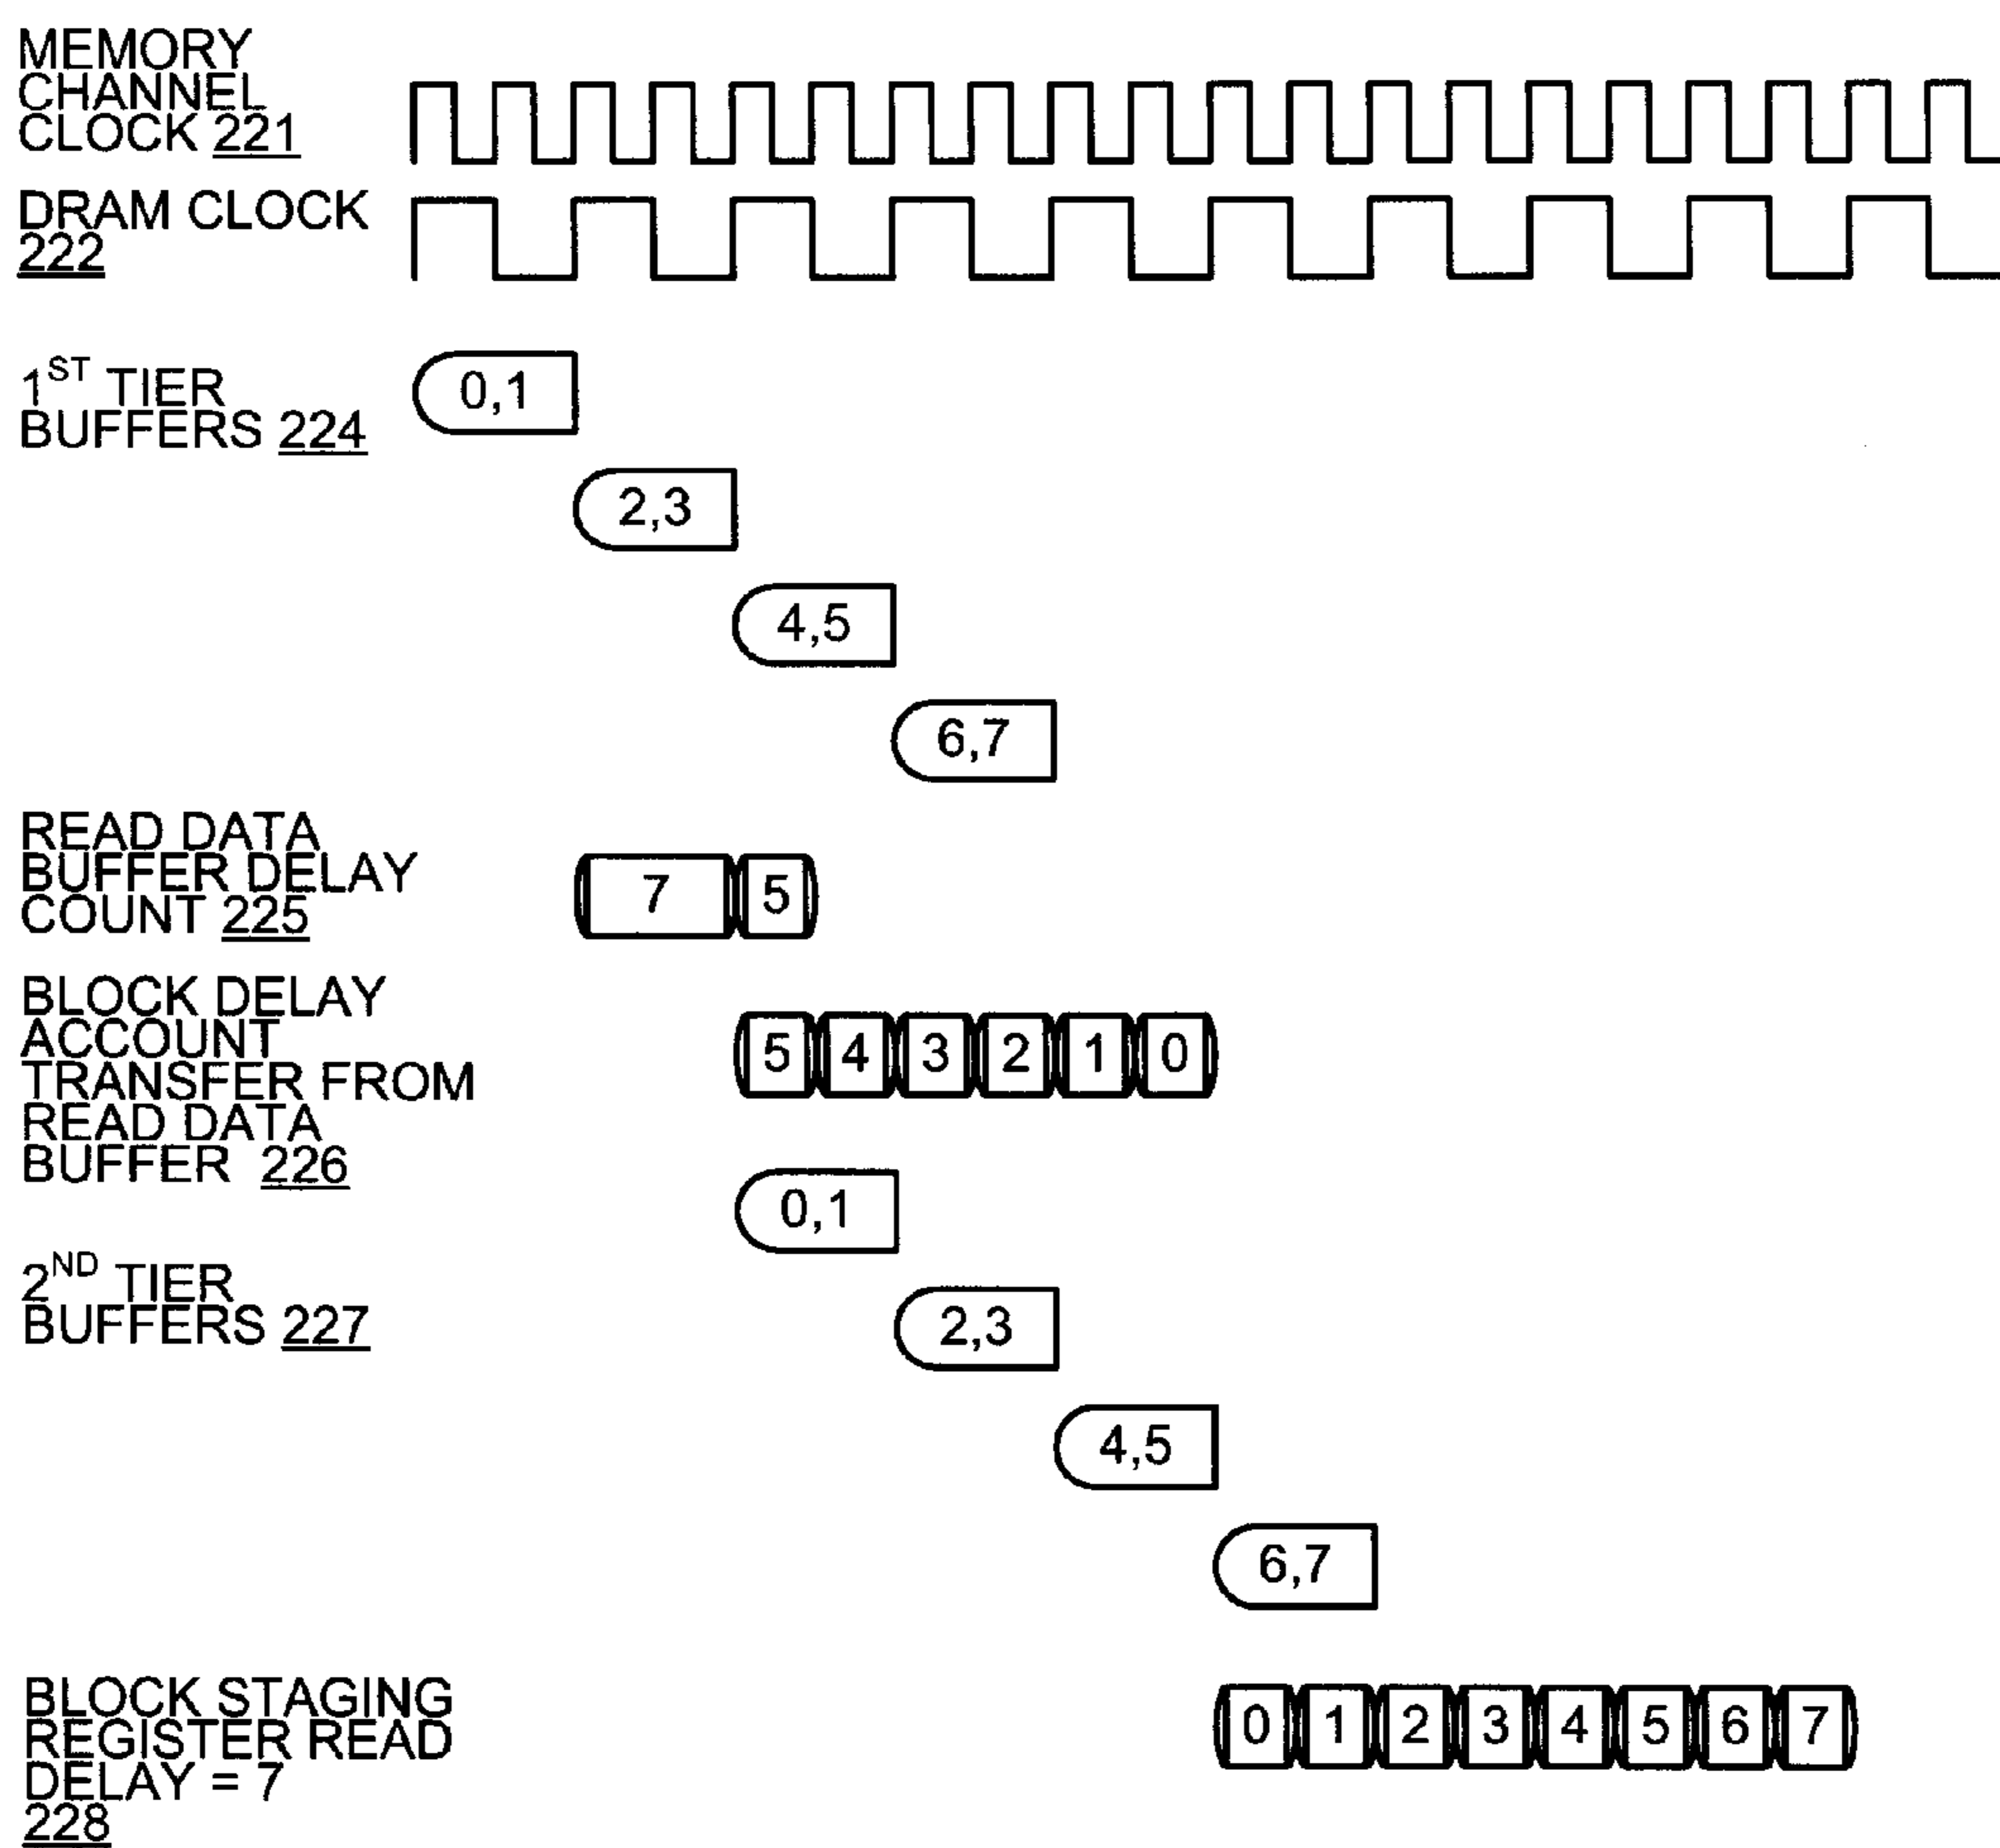 MEMORY
CHANNEL
CLOCK 221
DRAM CLOCK
222
1ST TIER
BUFFERS 224
0,1
2,3
4,5
6,7
READ DATA
BUFFER DELAY
COUNT 225
7 5
BLOCK DELAY
ACCOUNT
TRANSFER FROM
READ DATA
BUFFER 226
5 4 3 2 1 0
0,1
2ND TIER
BUFFERS 227
2,3
4,5
6,7
BLOCK STAGING
REGISTER READ
DELAY = 7
228
0 1 2 3 4 5 6 7